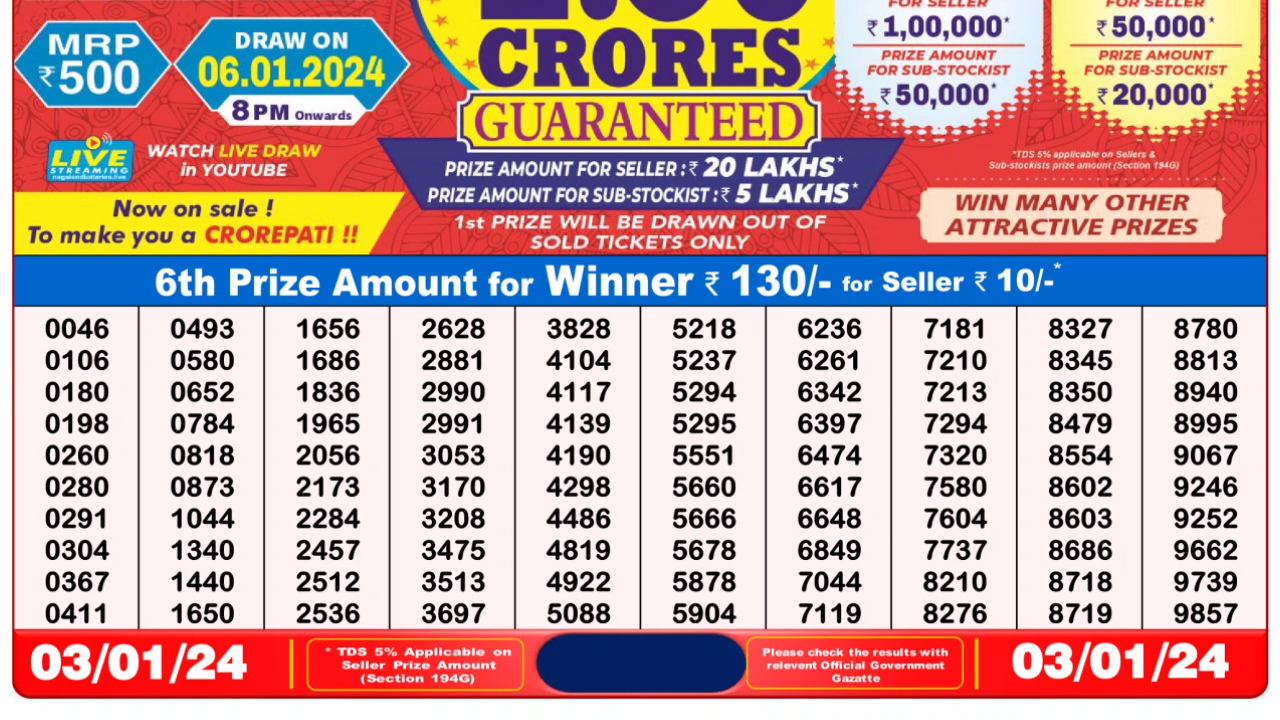 MRP
₹500
DRAW ON
06.01.2024
8PM Onwards
LIVE
STREAMING
nagalandlotteries.live
WATCH LIVE DRAW
in YOUTUBE
Now on sale !
To make you a CROREPATI !!
CRORES
GUARANTEED
PRIZE AMOUNT FOR SELLER :₹ 20 LAKHS*
PRIZE AMOUNT FOR SUB-STOCKIST :₹ 5 LAKHS*
1st PRIZE WILL BE DRAWN OUT OF
SOLD TICKETS ONLY
FOR SELLER
₹ 1,00,000*
PRIZE AMOUNT
FOR SUB-STOCKIST
₹ 50,000*
FOR SELLER
₹ 50,000*
PRIZE AMOUNT
FOR SUB-STOCKIST
₹ 20,000*
*TDS 5% applicable on Sellers &
Sub-stockists prize amount (Section 194G)
WIN MANY OTHER
ATTRACTIVE PRIZES
6th Prize Amount for Winner ₹ 130/- for Seller ₹ 10/-*
0046 0493 1656 2628 3828 5218 6236 7181 8327 8780
0106 0580 1686 2881 4104 5237 6261 7210 8345 8813
0180 0652 1836 2990 4117 5294 6342 7213 8350 8940
0198 0784 1965 2991 4139 5295 6397 7294 8479 8995
0260 0818 2056 3053 4190 5551 6474 7320 8554 9067
0280 0873 2173 3170 4298 5660 6617 7580 8602 9246
0291 1044 2284 3208 4486 5666 6648 7604 8603 9252
0304 1340 2457 3475 4819 5678 6849 7737 8686 9662
0367 1440 2512 3513 4922 5878 7044 8210 8718 9739
0411 1650 2536 3697 5088 5904 7119 8276 8719 9857
03/01/24
* TDS 5% Applicable on
Seller Prize Amount
(Section 194G)
Please check the results with
relevent Official Government
Gazatte
03/01/24